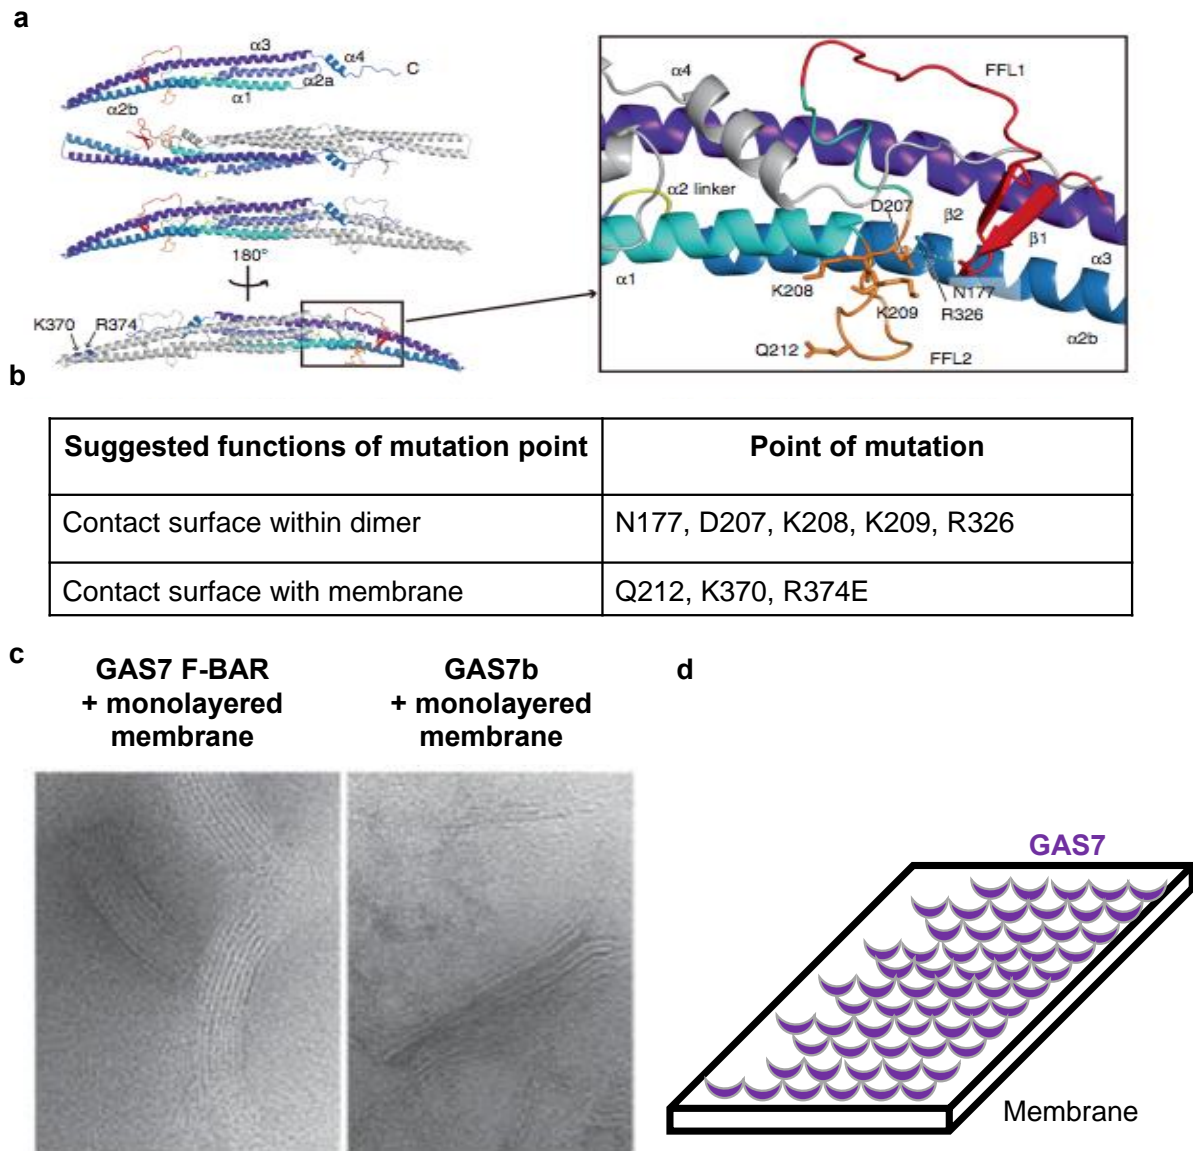 a
α3
α4
C
α2a
α1
α2b
180°
K370
R374
α4
FFL1
α2 linker
D207
β2
β1
α1
α3
K208
N177
K209
R326
α2b
Q212
FFL2
b
Suggested functions of mutation point
Point of mutation
Contact surface within dimer
N177, D207, K208, K209, R326
Contact surface with membrane
Q212, K370, R374E
c
GAS7 F-BAR
+ monolayered
membrane
GAS7b
+ monolayered
membrane
d
GAS7
Membrane